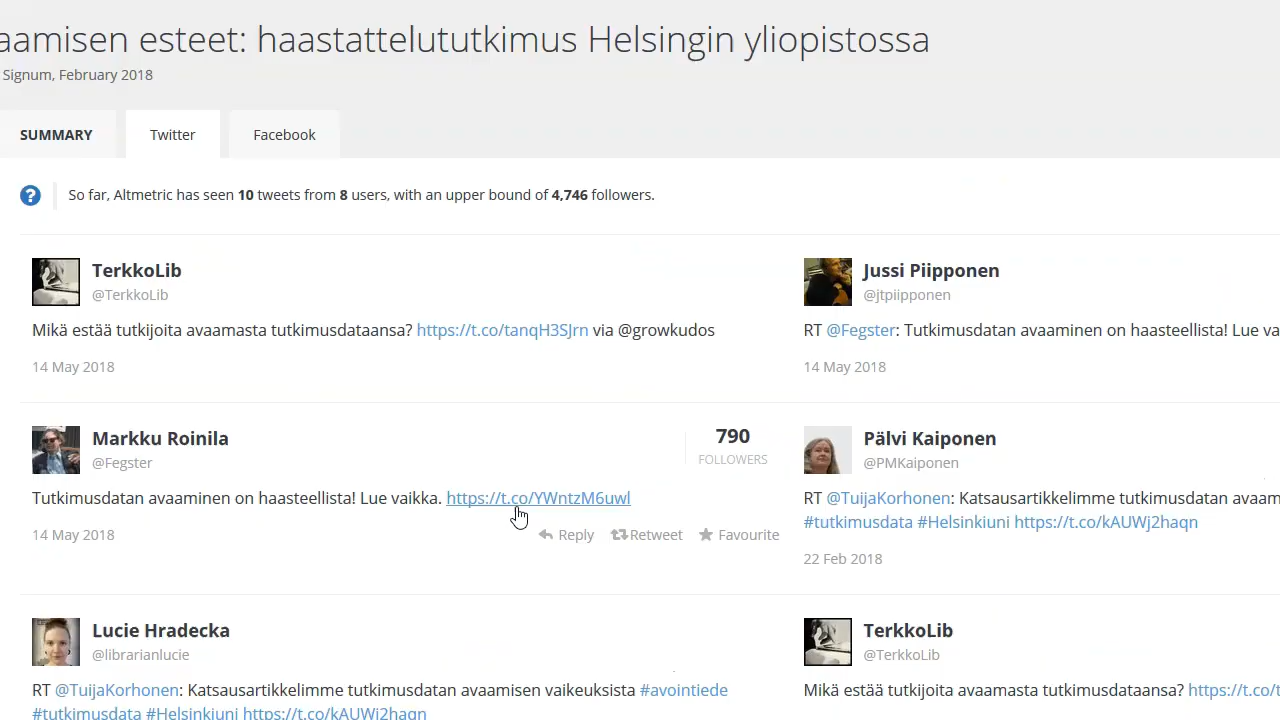 aamisen esteet: haastattelututkimus Helsingin yliopistossa
Signum, February 2018
SUMMARY
Twitter
Facebook
? So far, Altmetric has seen 10 tweets from 8 users, with an upper bound of 4,746 followers.
TerkkoLib
@TerkkoLib
Mikä estää tutkijoita avaamasta tutkimusdataansa? https://t.co/tanqH3SJrn via @growkudos
14 May 2018
Jussi Piipponen
@jtpiipponen
RT @Fegster: Tutkimusdatan avaaminen on haasteellista! Lue va
14 May 2018
Markku Roinila
@Fegster
790
FOLLOWERS
Tutkimusdatan avaaminen on haasteellista! Lue vaikka. https://t.co/YWntzM6uwl
14 May 2018
Reply
Retweet
Favourite
Pälvi Kaiponen
@PMKaiponen
RT @TuijaKorhonen: Katsausartikkelimme tutkimusdatan avaam
#tutkimusdata #Helsinkiuni https://t.co/kAUWj2haqn
22 Feb 2018
Lucie Hradecka
@librarianlucie
RT @TuijaKorhonen: Katsausartikkelimme tutkimusdatan avaamisen vaikeuksista #avointiede
#tutkimusdata #Helsinkiuni https://t.co/kAUWj2haqn
TerkkoLib
@TerkkoLib
Mikä estää tutkijoita avaamasta tutkimusdataansa? https://t.co/t